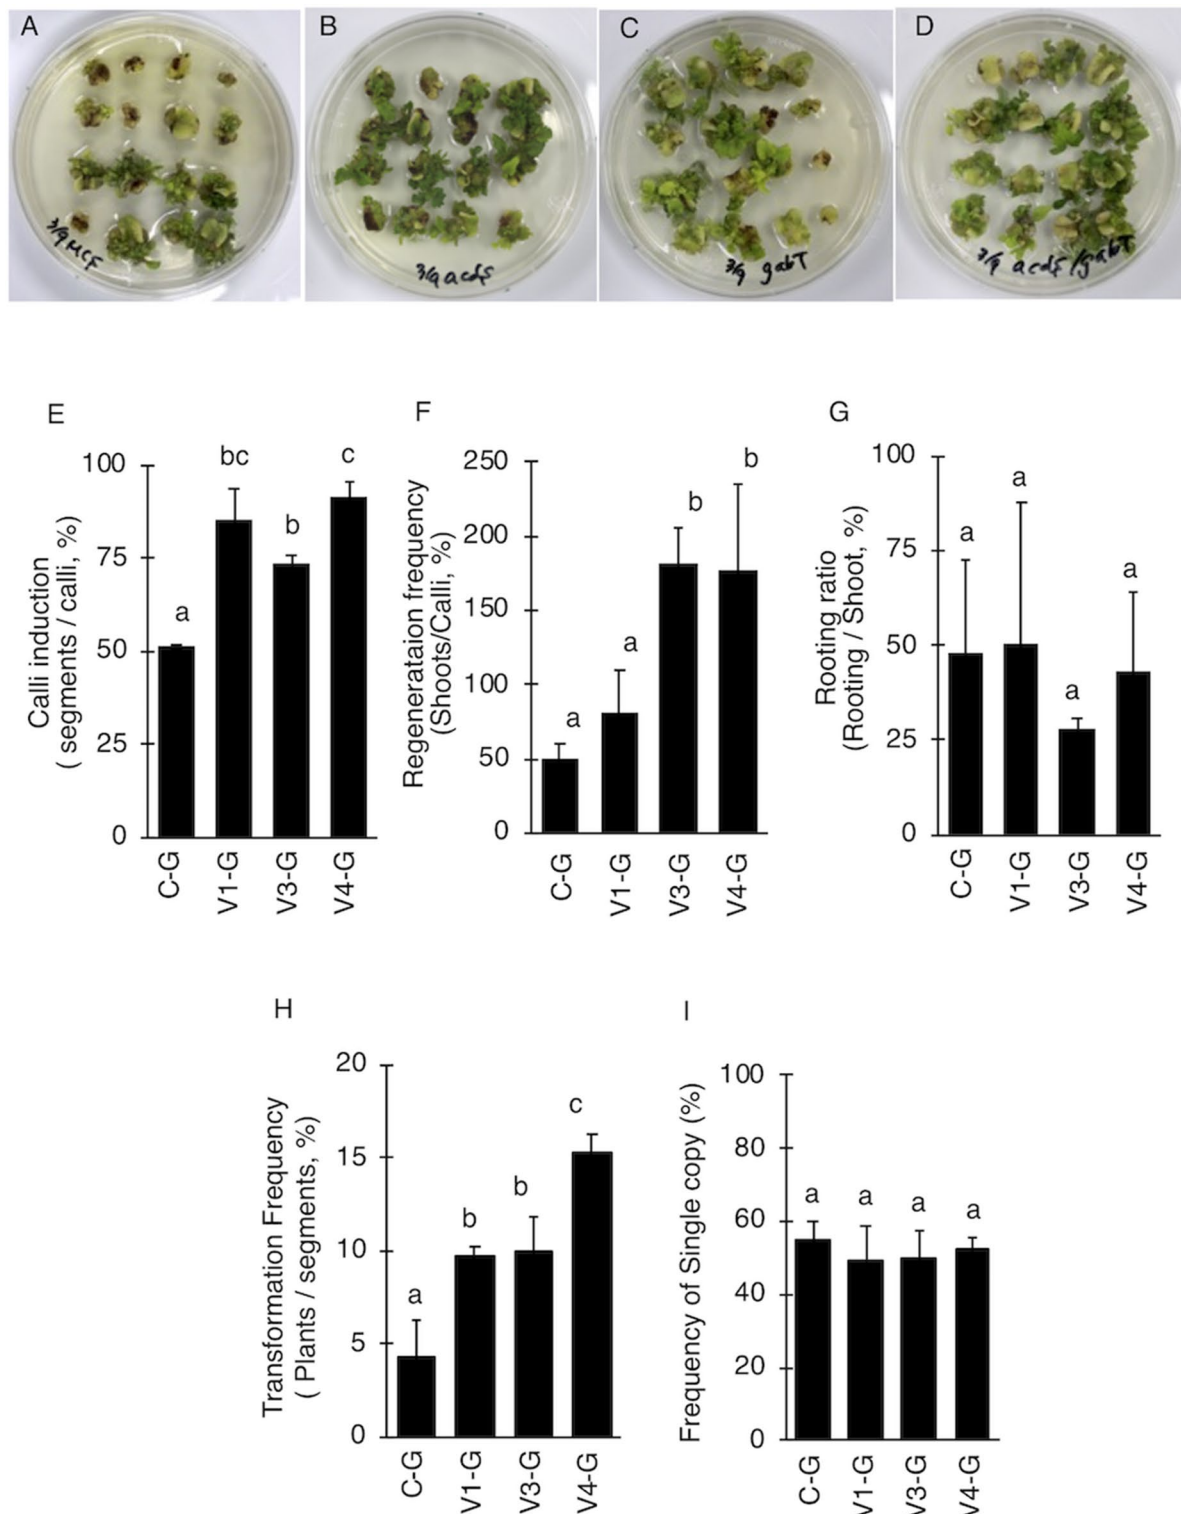 A
B
C
D
3/9 MCF
3/9 acdS
3/9 gabT
3/9 acdS/gabT
E
Calli induction
( segments / calli, %)
100
75
50
25
0
a
bc
b
c
C-G
V1-G
V3-G
V4-G
F
Regenerataion frequency
(Shoots/Calli, %)
250
200
150
100
50
0
a
a
b
b
C-G
V1-G
V3-G
V4-G
G
Rooting ratio
(Rooting / Shoot, %)
100
75
50
25
0
a
a
a
a
C-G
V1-G
V3-G
V4-G
H
Transformation Frequency
( Plants / segments, %)
20
15
10
5
0
a
b
b
c
C-G
V1-G
V3-G
V4-G
I
Frequency of Single copy (%)
100
80
60
40
20
0
a
a
a
a
C-G
V1-G
V3-G
V4-G